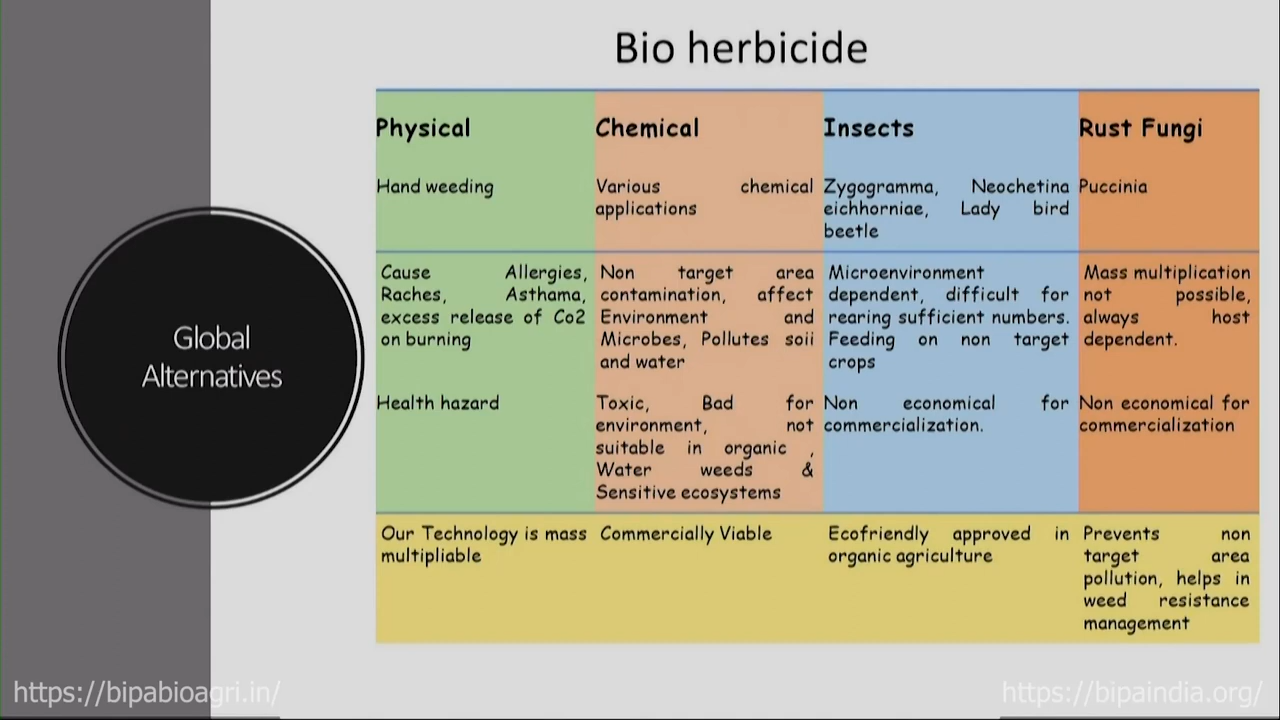 Bio herbicide
Global
Alternatives
Physical
Hand weeding
Chemical
Various chemical
applications
Insects
Zygogramma, Neochetina
eichhorniae, Lady bird
beetle
Rust Fungi
Puccinia
Cause Allergies,
Raches, Asthama,
excess release of Co2
on burning
Health hazard
Non target area
contamination, affect
Environment and
Microbes, Pollutes soii
and water
Toxic, Bad for
environment, not
suitable in organic ,
Water weeds &
Sensitive ecosystems
Microenvironment
dependent, difficult for
rearing sufficient numbers.
Feeding on non target
crops
Non economical for
commercialization.
Mass multiplication
not possible,
always host
dependent.
Non economical for
commercialization
Our Technology is mass
multipliable
Commercially Viable
Ecofriendly approved in
organic agriculture
Prevents non
target area
pollution, helps in
weed resistance
management
https://bipabioagri.in/
https://bipaindia.org/